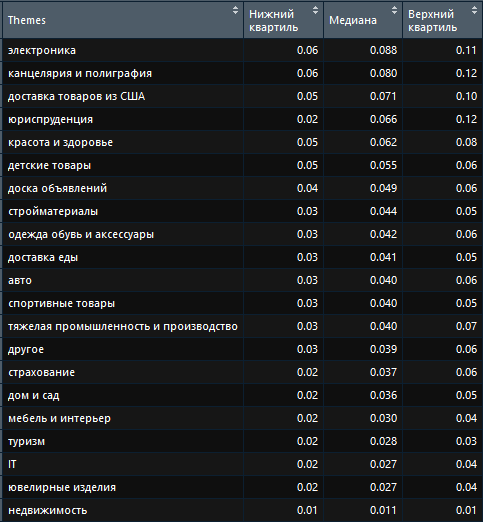 Themes Нижний квартиль Медиана Верхний квартиль
электроника 0.06 0.088 0.11
канцелярия и полиграфия 0.06 0.080 0.12
доставка товаров из США 0.05 0.071 0.10
юриспруденция 0.02 0.066 0.12
красота и здоровье 0.05 0.062 0.08
детские товары 0.05 0.055 0.06
доска объявлений 0.04 0.049 0.06
стройматериалы 0.03 0.044 0.05
одежда обувь и аксессуары 0.03 0.042 0.06
доставка еды 0.03 0.041 0.05
авто 0.03 0.040 0.06
спортивные товары 0.03 0.040 0.05
тяжелая промышленность и производство 0.03 0.040 0.07
другое 0.03 0.039 0.06
страхование 0.02 0.037 0.06
дом и сад 0.02 0.036 0.05
мебель и интерьер 0.02 0.030 0.04
туризм 0.02 0.028 0.03
IT 0.02 0.027 0.04
ювелирные изделия 0.02 0.027 0.04
недвижимость 0.01 0.011 0.01